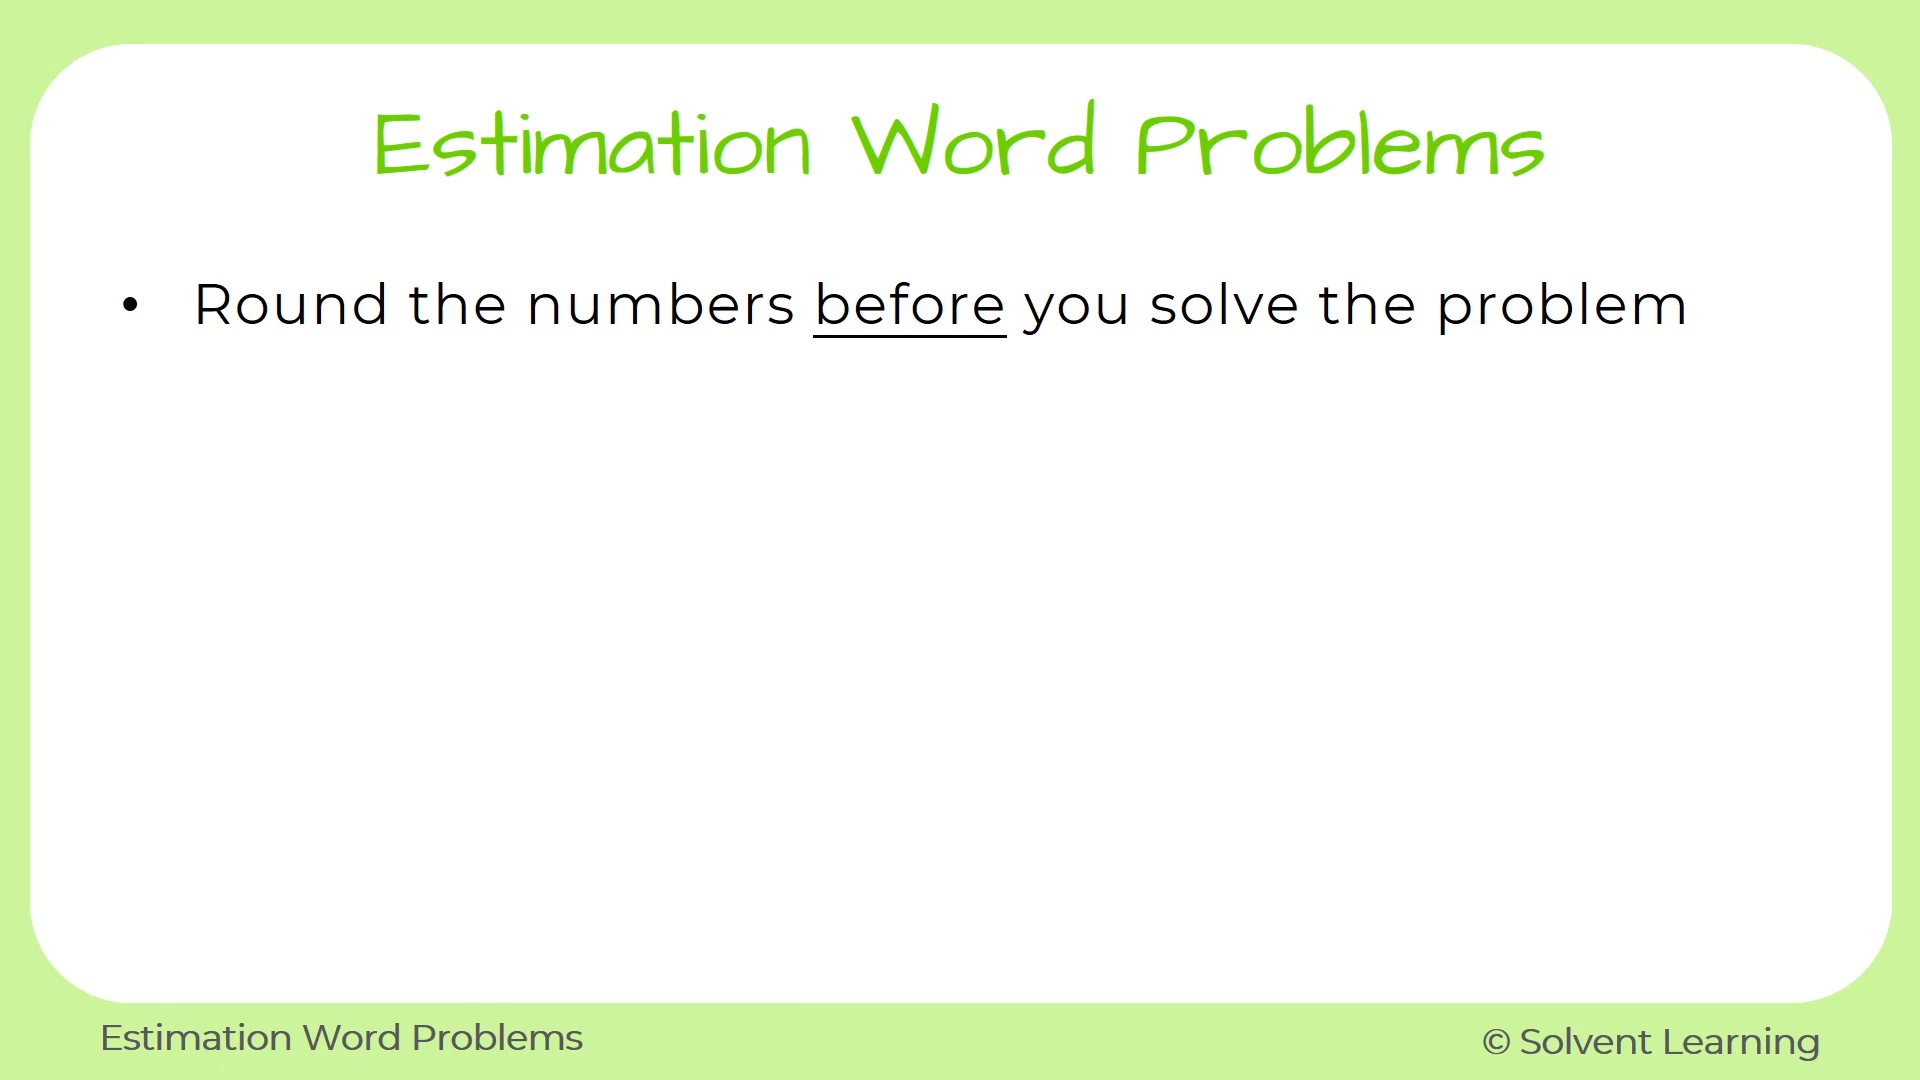 Estimation Word Problems
• Round the numbers before you solve the problem
Estimation Word Problems
© Solvent Learning